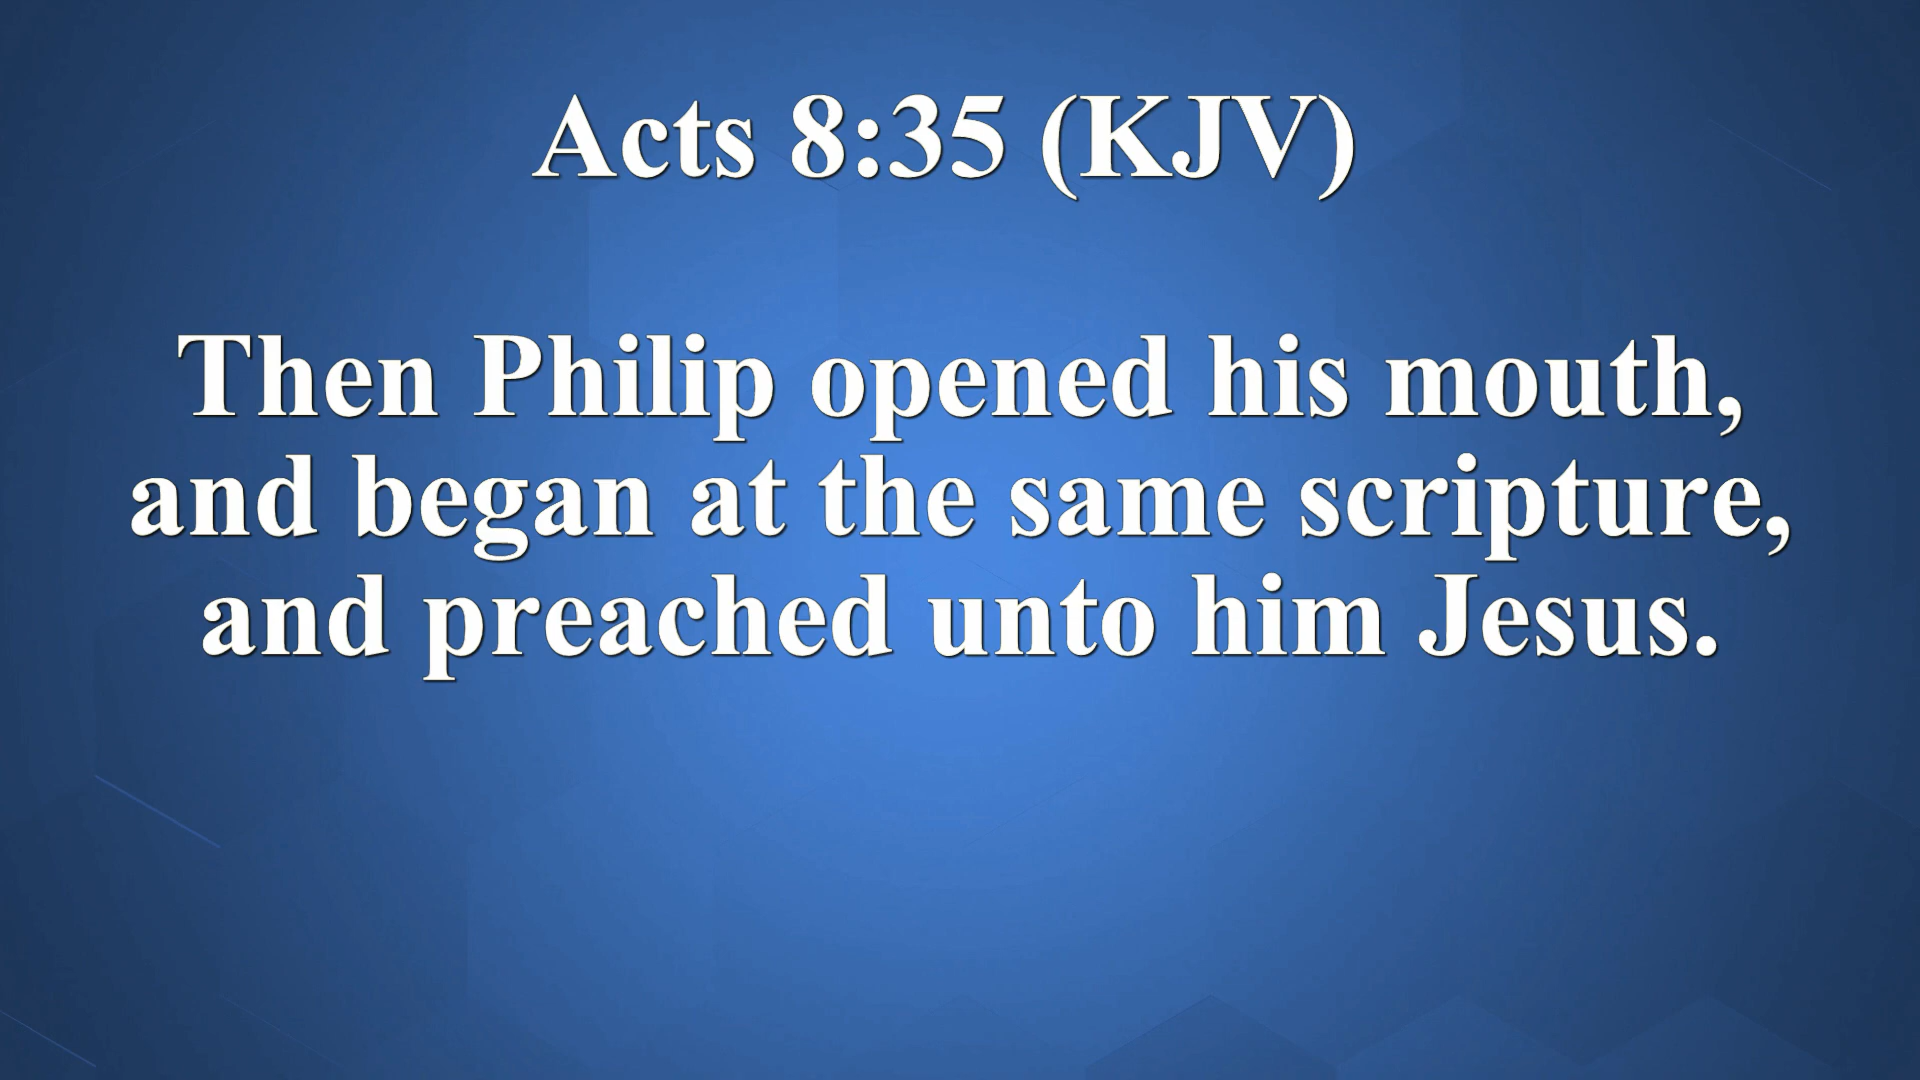 Acts 8:35 (KJV)
Then Philip opened his mouth,
and began at the same scripture,
and preached unto him Jesus.